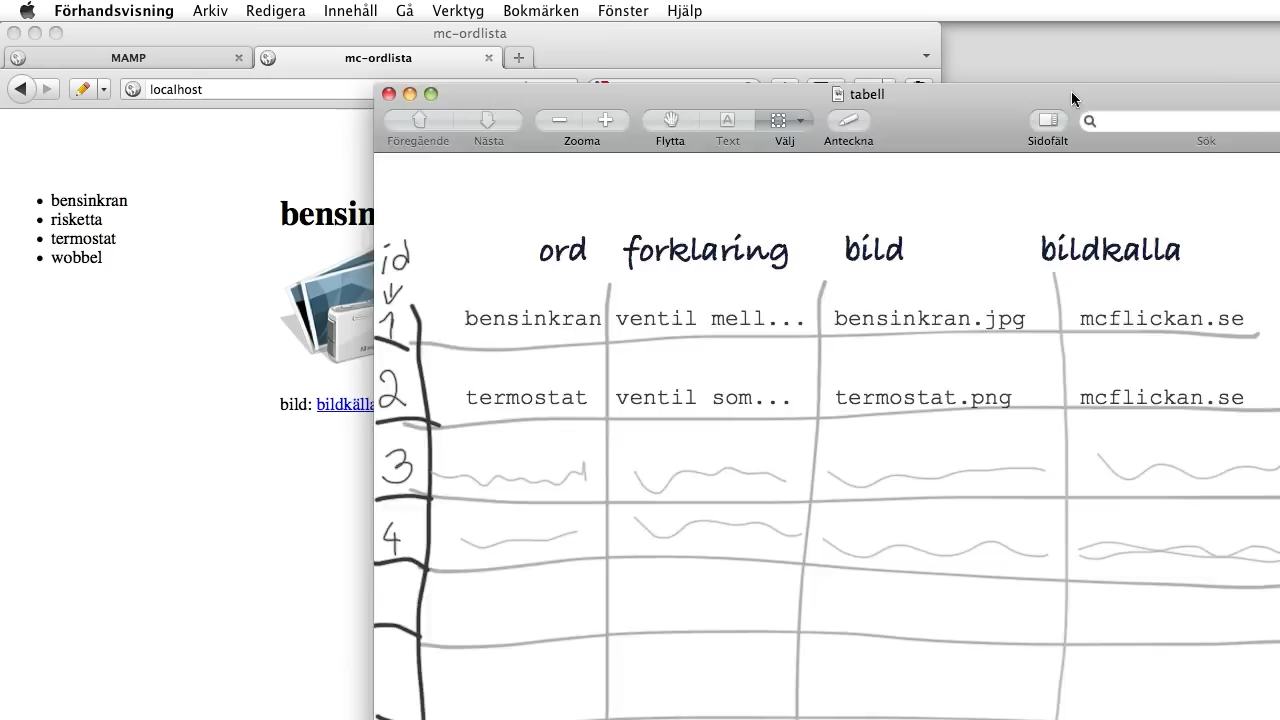 Förhandsvisning Arkiv Redigera Innehåll Gå Verktyg Bokmärken Fönster Hjälp
mc-ordlista
MAMP mc-ordlista
localhost
tabell
Föregående Nästa Zooma Flytta Text Välj Anteckna Sidofält Sök
bensinkran
risketta
termostat
wobbel
bensin
bild: bildkälla
id ord forklaring bild bildkalla
1 bensinkran ventil mell... bensinkran.jpg mcflickan.se
2 termostat ventil som... termostat.png mcflickan.se
3
4